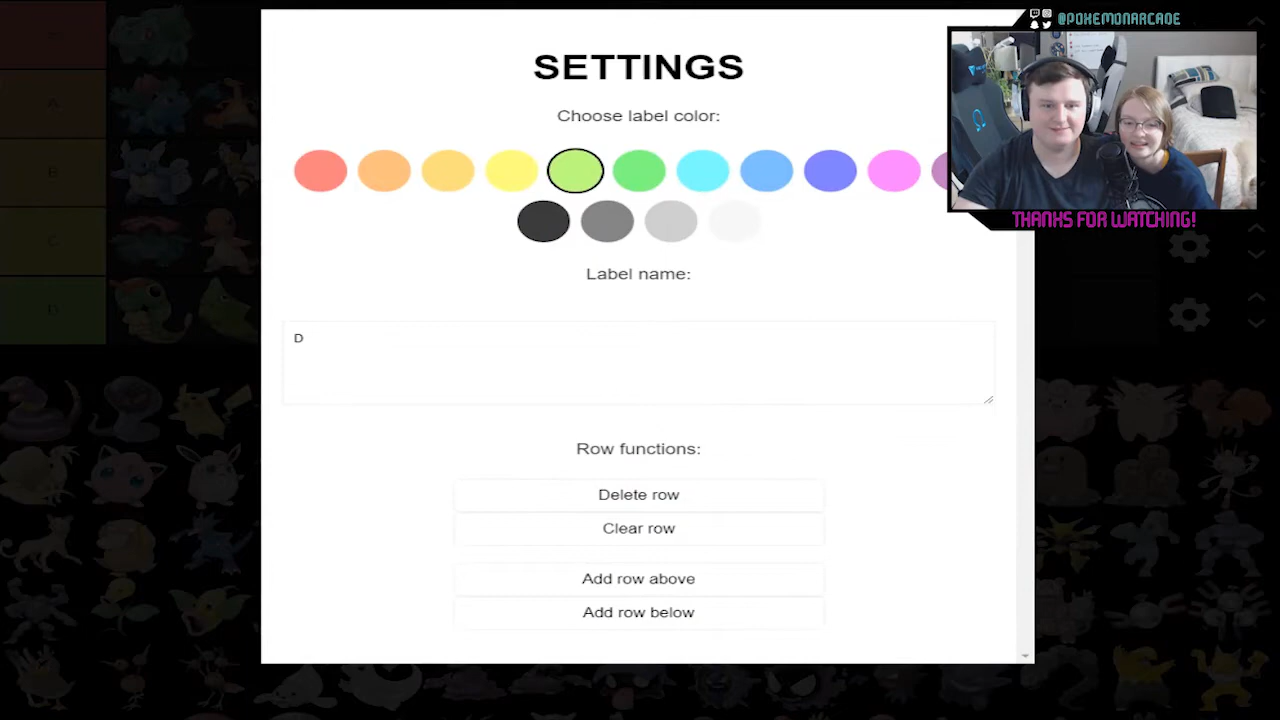 @POKEMONARCADE
SETTINGS
Choose label color:
THANKS FOR WATCHING!
Label name:
D
Row functions:
Delete row
Clear row
Add row above
Add row below
A
B
C
D